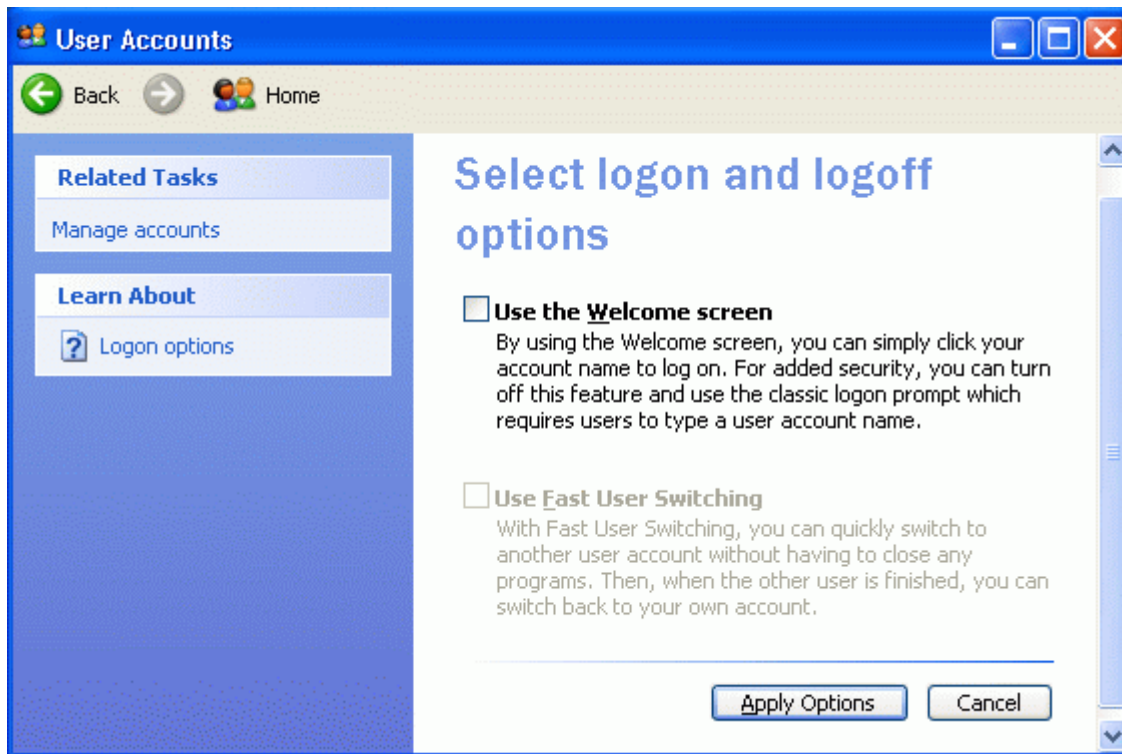 User Accounts
Back
Home
Related Tasks
Manage accounts
Learn About
Logon options
Select logon and logoff
options
Use the Welcome screen
By using the Welcome screen, you can simply click your
account name to log on. For added security, you can turn
off this feature and use the classic logon prompt which
requires users to type a user account name.
Use Fast User Switching
With Fast User Switching, you can quickly switch to
another user account without having to close any
programs. Then, when the other user is finished, you can
switch back to your own account.
Apply Options
Cancel